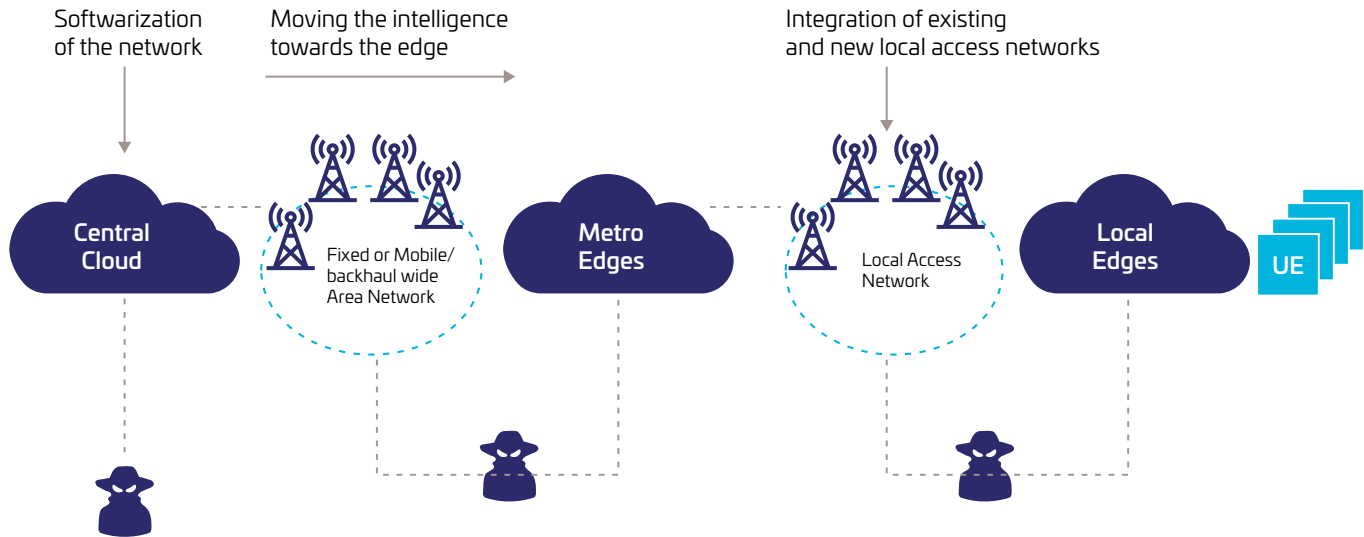 Softwarization
of the network
Moving the intelligence
towards the edge
Integration of existing
and new local access networks
Central
Cloud
Fixed or Mobile/
backhaul wide
Area Network
Metro
Edges
Local Access
Network
Local
Edges
UE